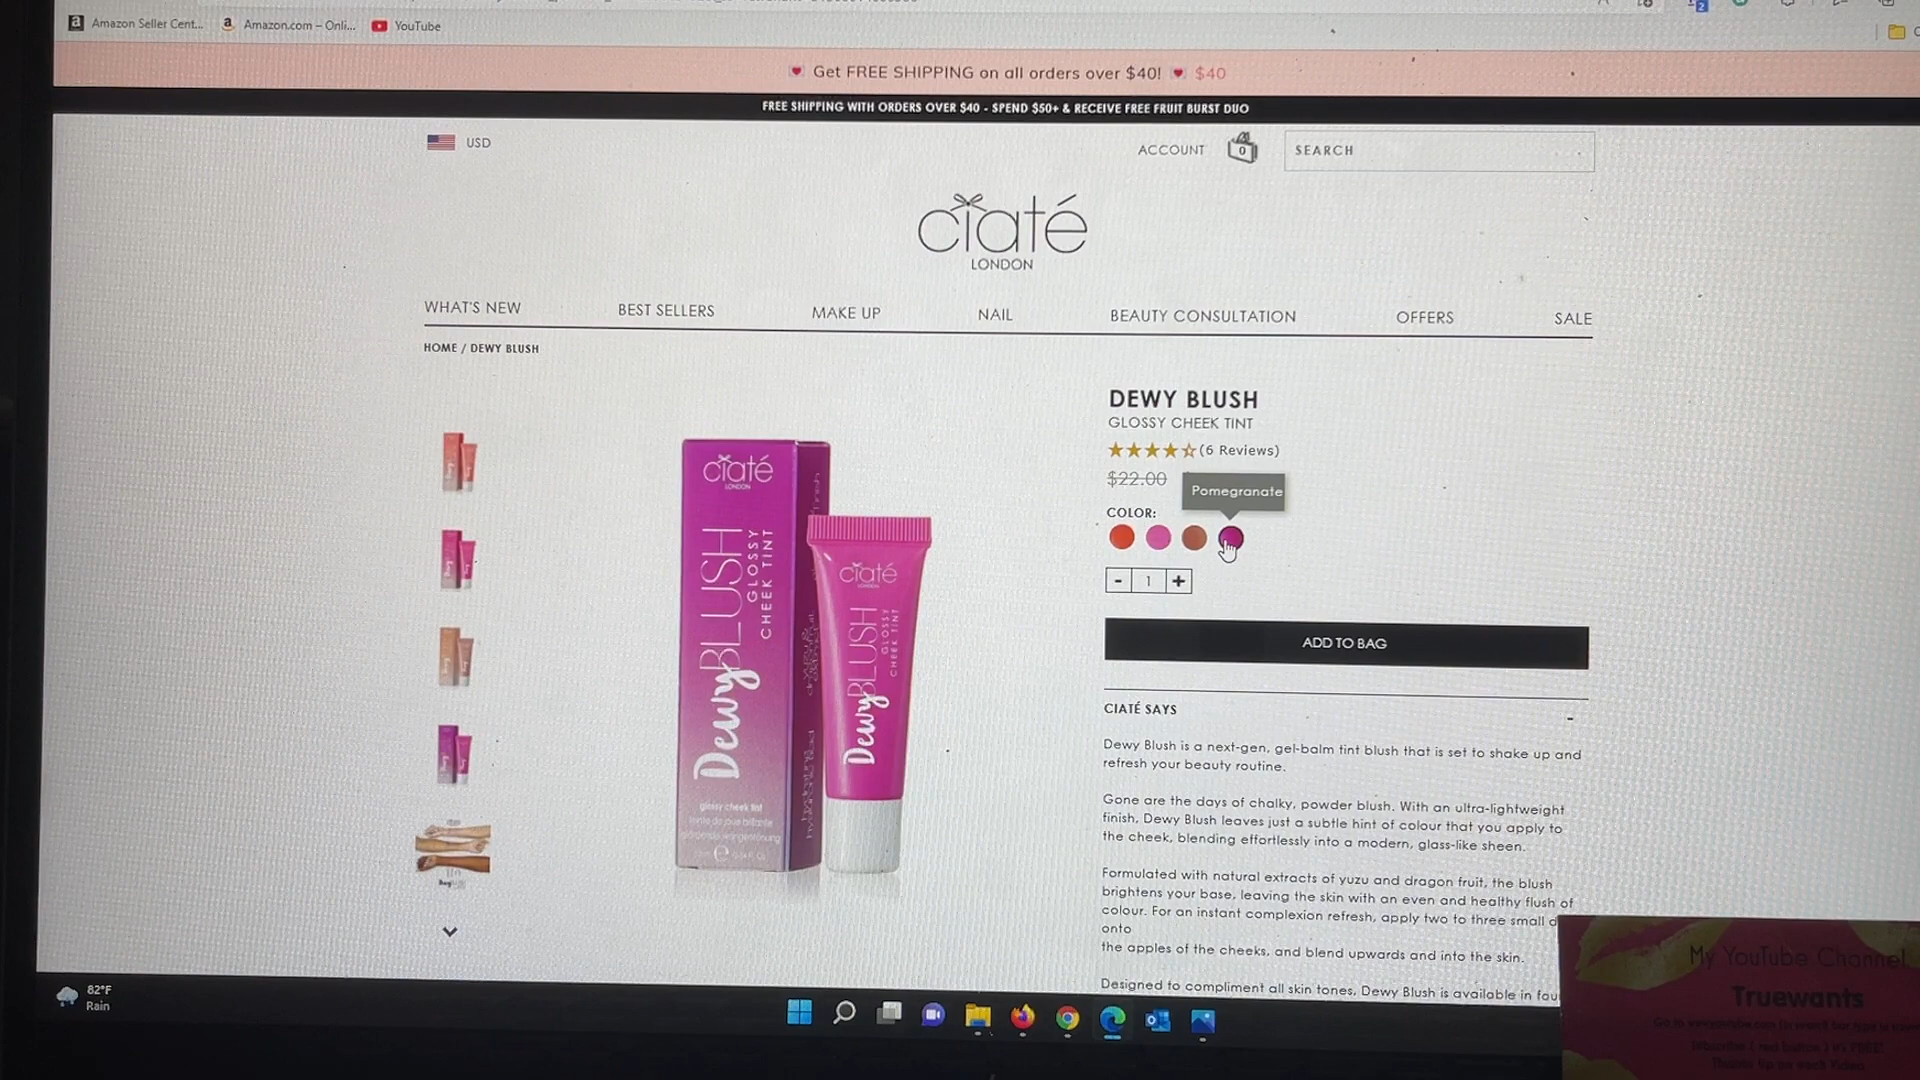 Amazon Seller Cent...
Amazon.com – Onli...
YouTube
Get FREE SHIPPING on all orders over $40! $40
FREE SHIPPING WITH ORDERS OVER $40 - SPEND $50+ & RECEIVE FREE FRUIT BURST DUO
USD
ACCOUNT
0
SEARCH
ciaté
LONDON
WHAT'S NEW
BEST SELLERS
MAKE UP
NAIL
BEAUTY CONSULTATION
OFFERS
SALE
HOME / DEWY BLUSH
DEWY BLUSH
GLOSSY CHEEK TINT
(6 Reviews)
$22.00
Pomegranate
COLOR:
- 1 +
ADD TO BAG
ciaté
LONDON
DewyBLUSH
GLOSSY
CHEEK TINT
glossy cheek tint
ciaté
LONDON
DewyBLUSH
GLOSSY
CHEEK TINT
CIATÉ SAYS
-
Dewy Blush is a next-gen, gel-balm tint blush that is set to shake up and
refresh your beauty routine.
Gone are the days of chalky, powder blush. With an ultra-lightweight
finish, Dewy Blush leaves just a subtle hint of colour that you apply to
the cheek, blending effortlessly into a modern, glass-like sheen.
Formulated with natural extracts of yuzu and dragon fruit, the blush
brightens your base, leaving the skin with an even and healthy flush of
colour. For an instant complexion refresh, apply two to three small d
onto
the apples of the cheeks, and blend upwards and into the skin.
Designed to compliment all skin tones, Dewy Blush is available in fou
82°F
Rain
My YouTube Channel
Truewants